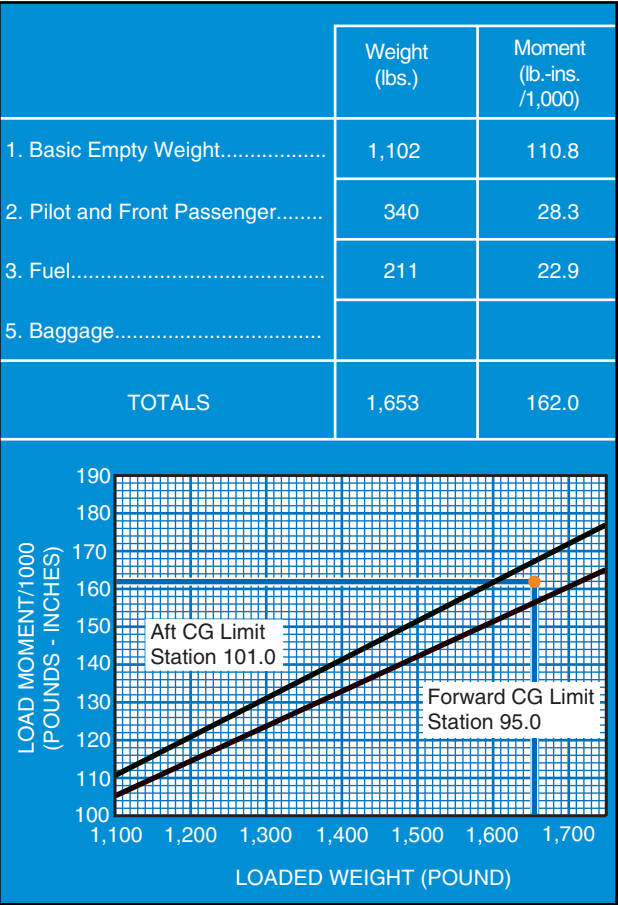 Weight
(lbs.)
Moment
(lb.-ins.
/1,000)
1. Basic Empty Weight.................. 1,102 110.8
2. Pilot and Front Passenger........ 340 28.3
3. Fuel.......................................... 211 22.9
5. Baggage..................................
TOTALS 1,653 162.0
LOAD MOMENT/1000
(POUNDS - INCHES)
190
180
170
160
150
140
130
120
110
100
Aft CG Limit
Station 101.0
Forward CG Limit
Station 95.0
1,100 1,200 1,300 1,400 1,500 1,600 1,700
LOADED WEIGHT (POUND)